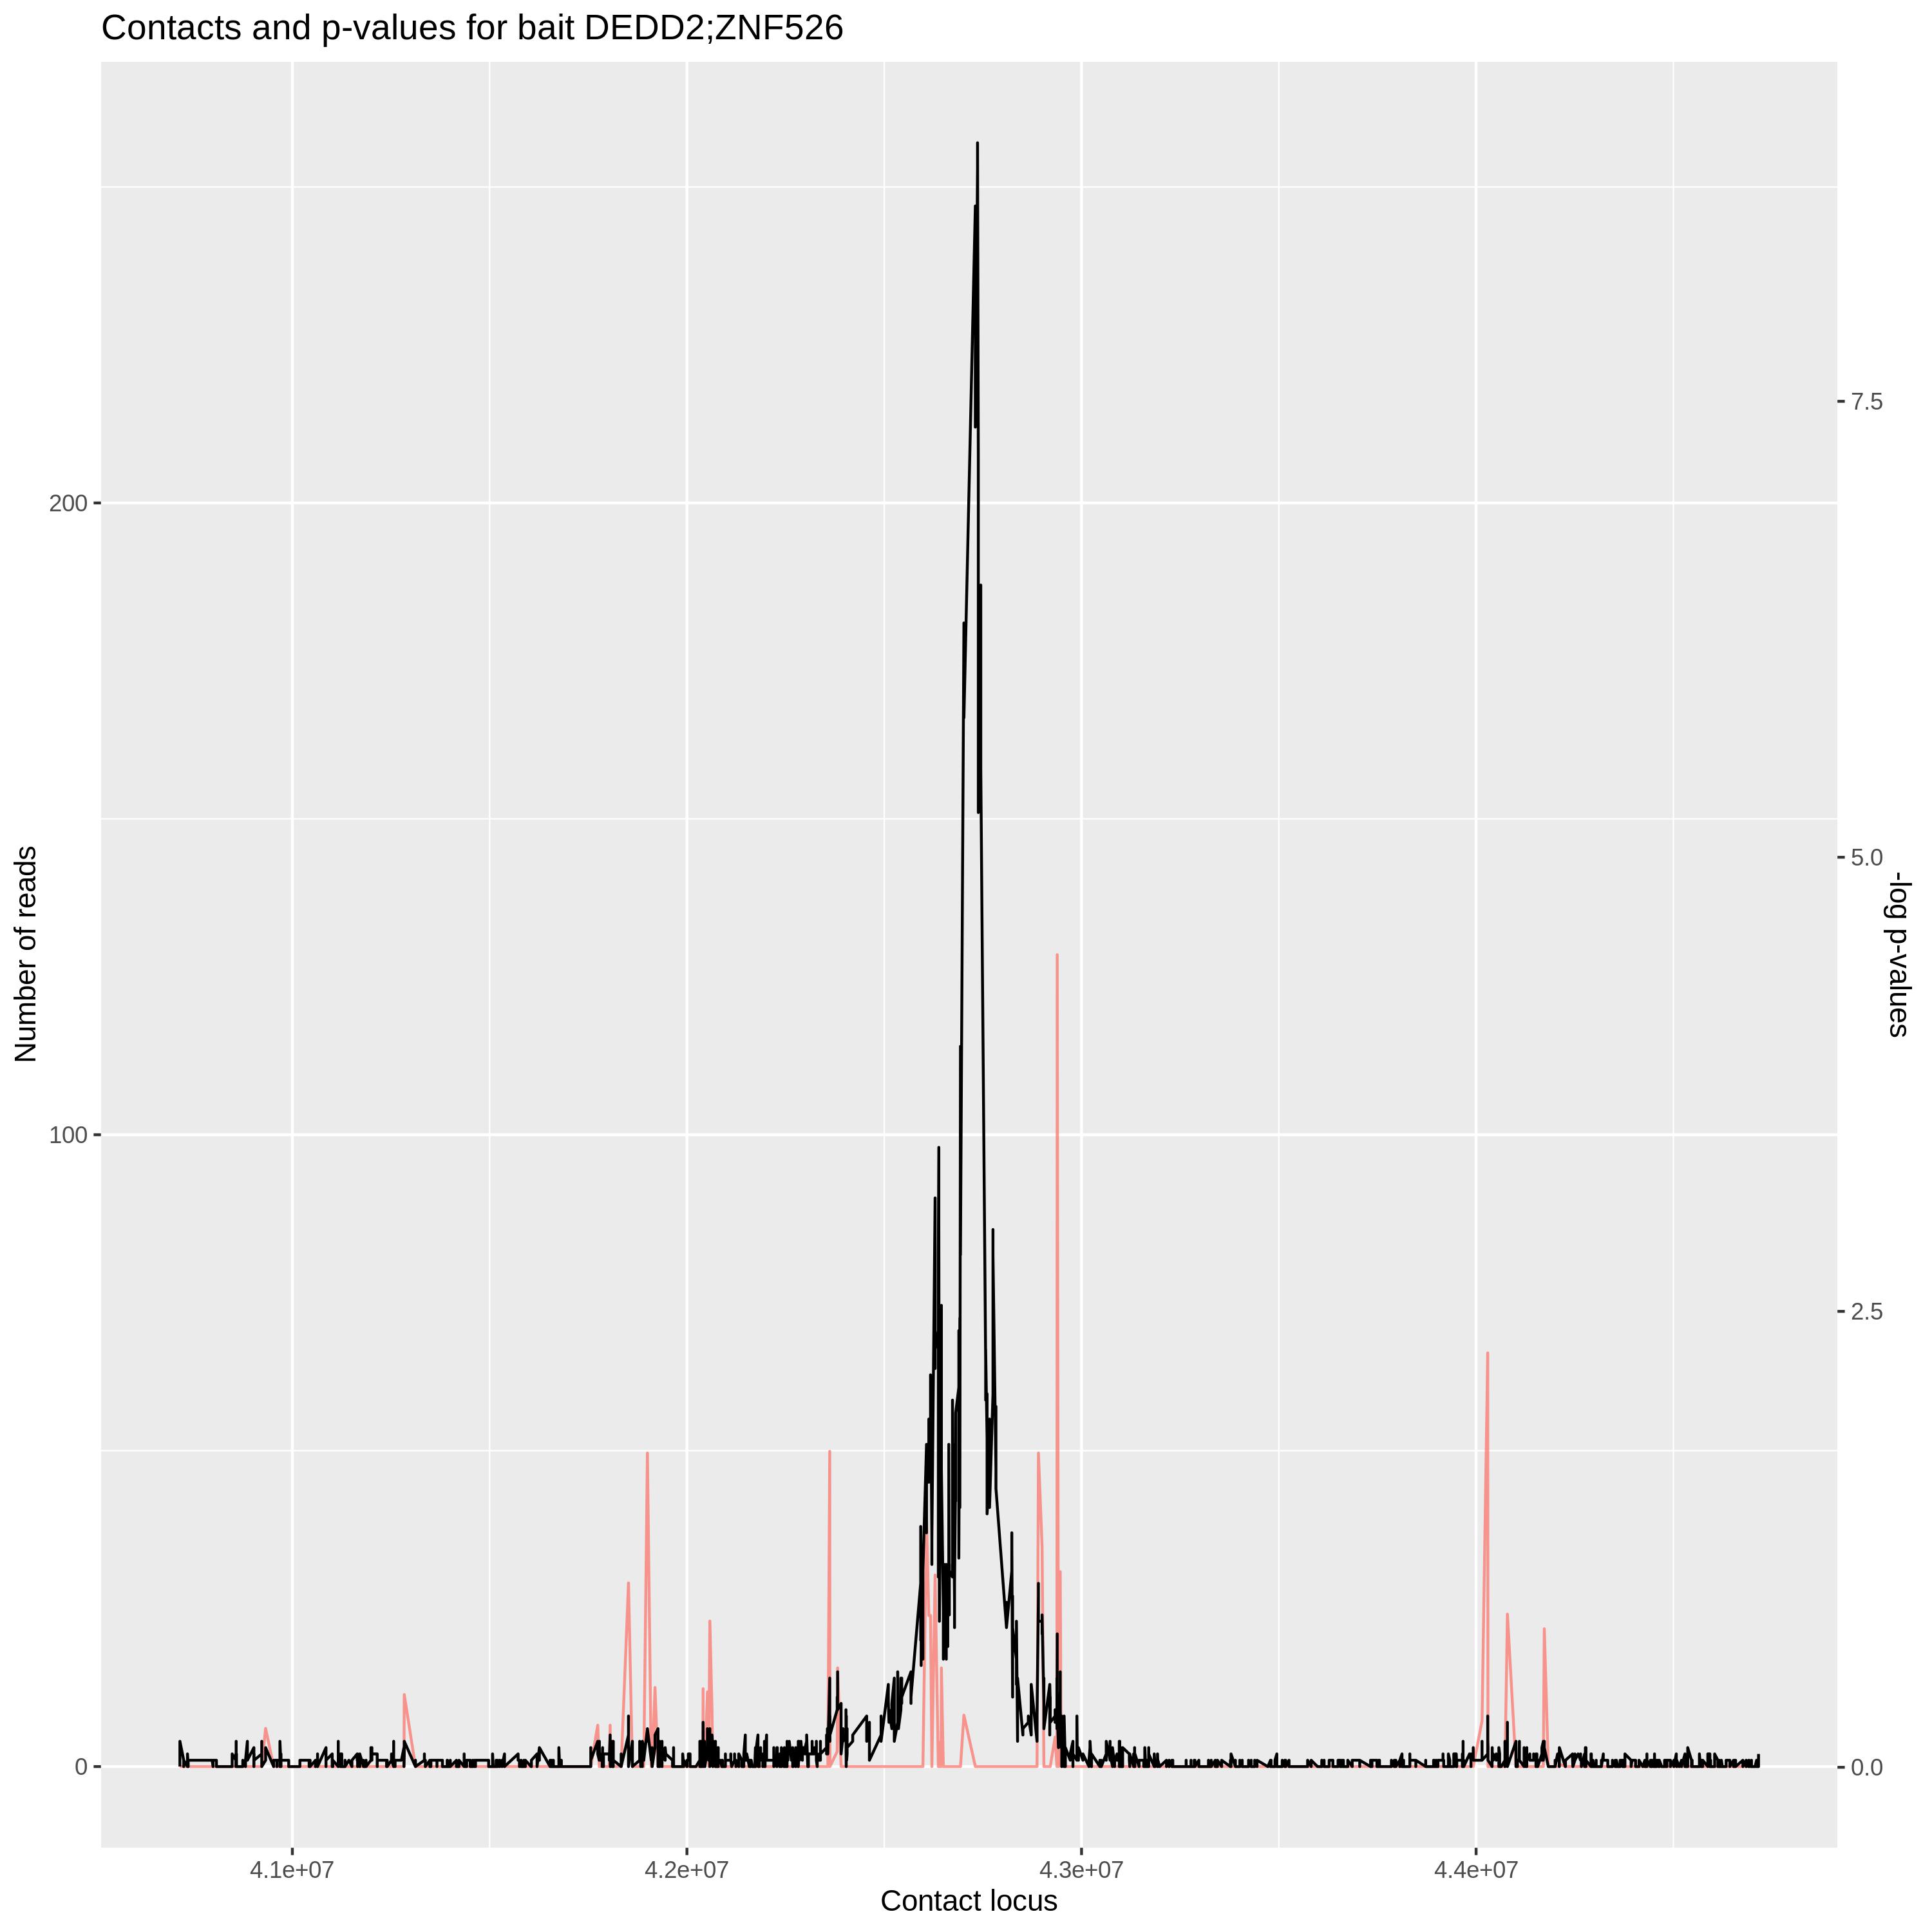 Contacts and p-values for bait DEDD2;ZNF526
Number of reads
200
100
0
7.5
5.0
2.5
0.0
-log p-values
4.1e+07
4.2e+07
4.3e+07
4.4e+07
Contact locus